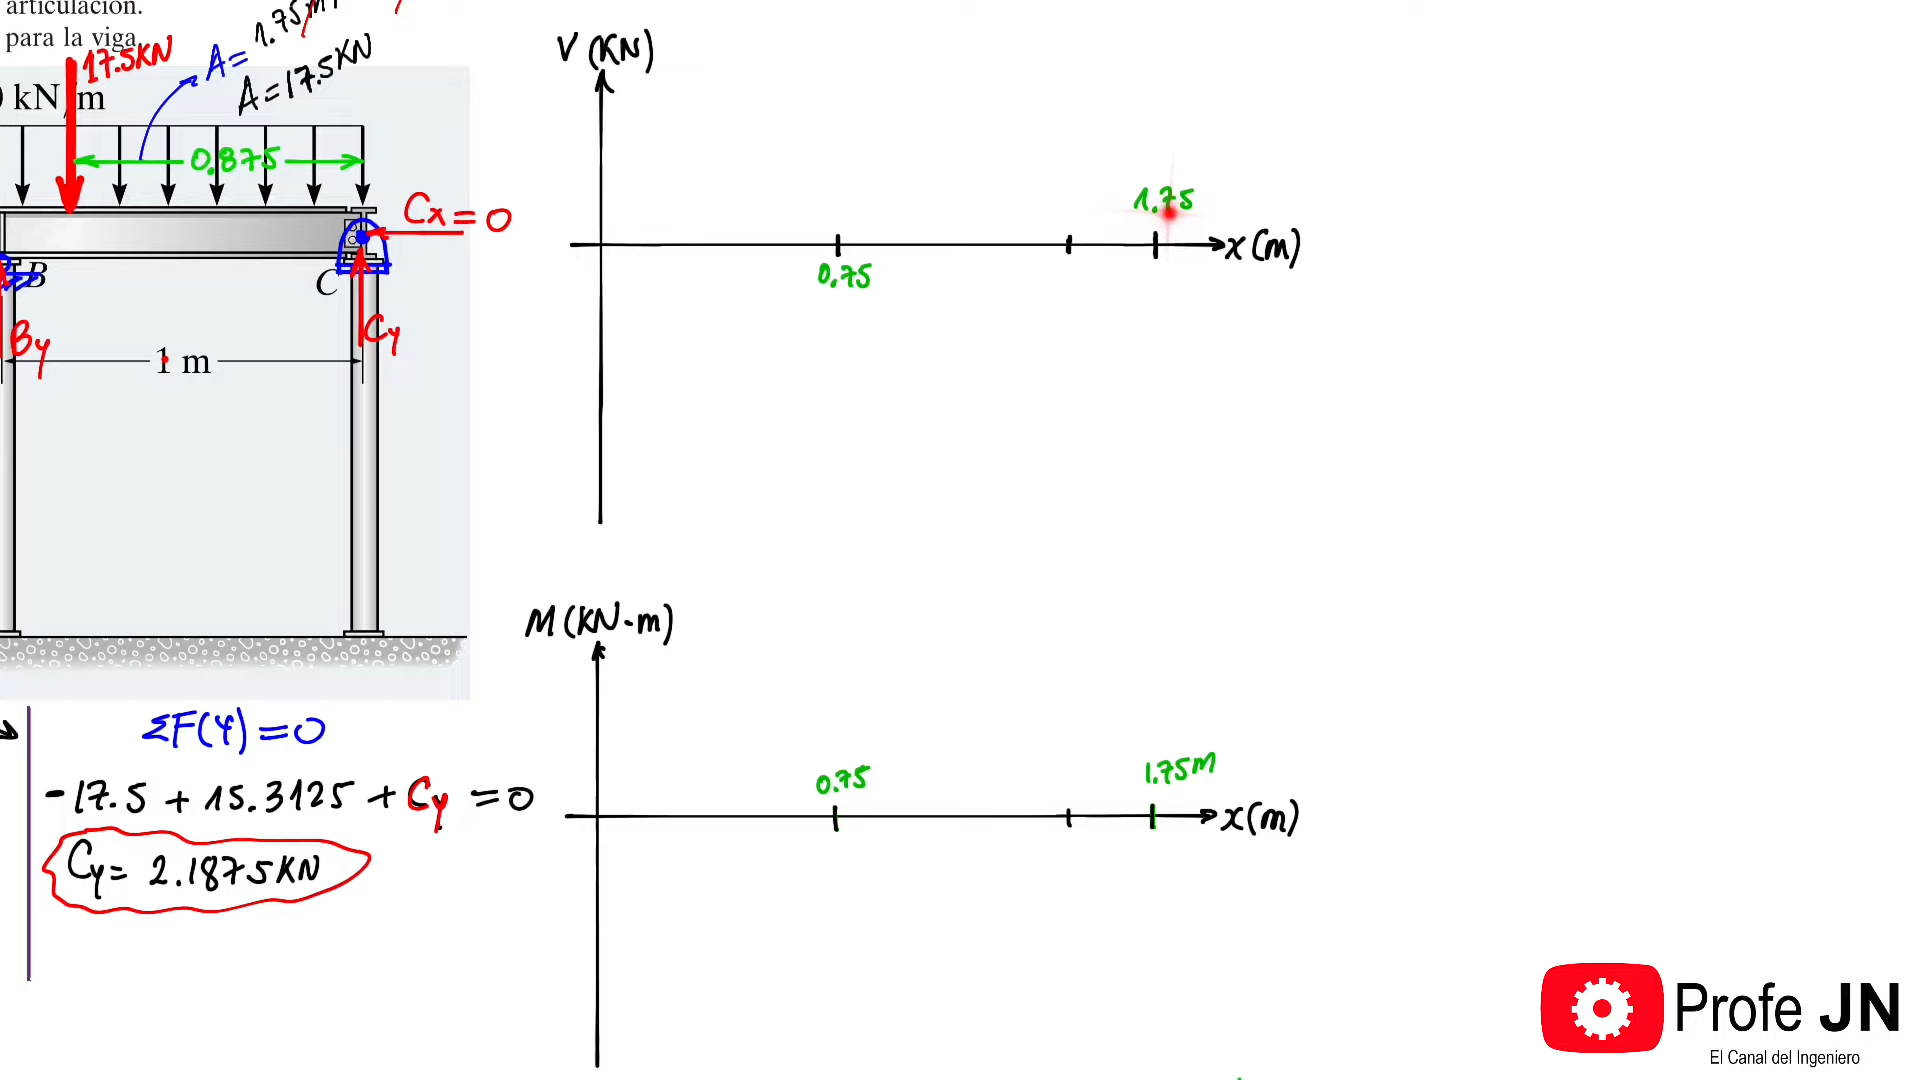 articulación.
para la viga.
17.5KN
A=
1.75m
A=17.5KN
kN/m
0.875
Cx=0
B
C
By
Cy
1 m
ΣF(y)=0
-17.5 + 15.3125 + Cy =0
Cy= 2.1875KN
V(KN)
1.75
x(m)
0.75
M(KN-m)
0.75
1.75M
x(m)
Profe JN
El Canal del Ingeniero